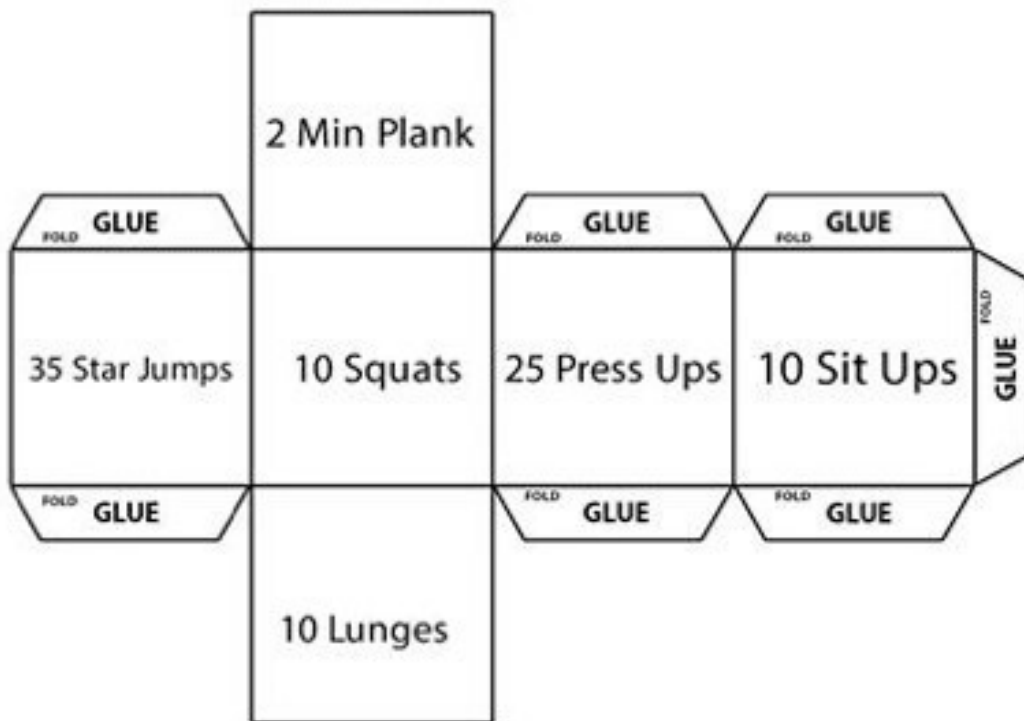 2 Min Plank
GLUE
FOLD
GLUE
FOLD
GLUE
FOLD
35 Star Jumps
10 Squats
25 Press Ups
10 Sit Ups
FOLD
GLUE
FOLD
GLUE
FOLD
GLUE
FOLD
GLUE
10 Lunges